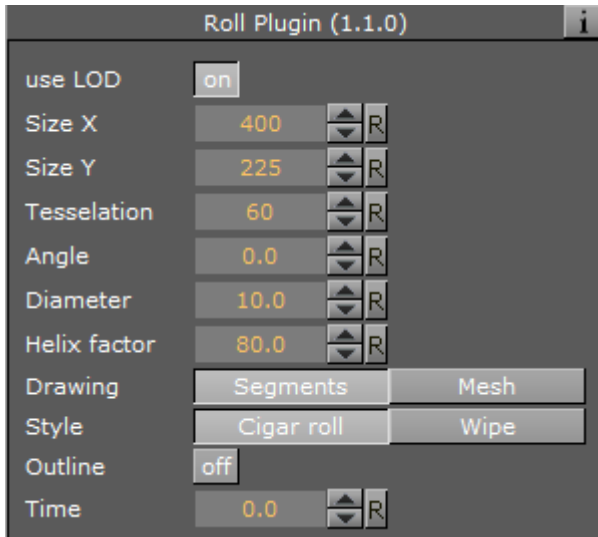 Roll Plugin (1.1.0) i
use LOD on
Size X 400 R
Size Y 225 R
Tesselation 60 R
Angle 0.0 R
Diameter 10.0 R
Helix factor 80.0 R
Drawing Segments Mesh
Style Cigar roll Wipe
Outline off
Time 0.0 R